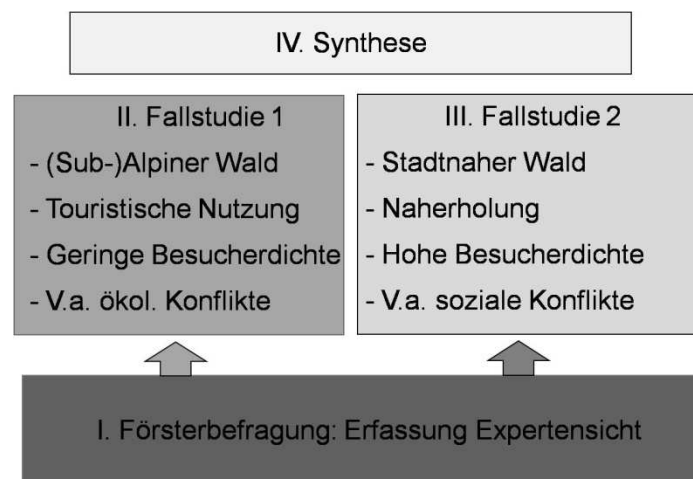 IV. Synthese
II. Fallstudie 1
- (Sub-)Alpiner Wald
- Touristische Nutzung
- Geringe Besucherdichte
- V.a. ökol. Konflikte
III. Fallstudie 2
- Stadtnaher Wald
- Naherholung
- Hohe Besucherdichte
- V.a. soziale Konflikte
I. Försterbefragung: Erfassung Expertensicht